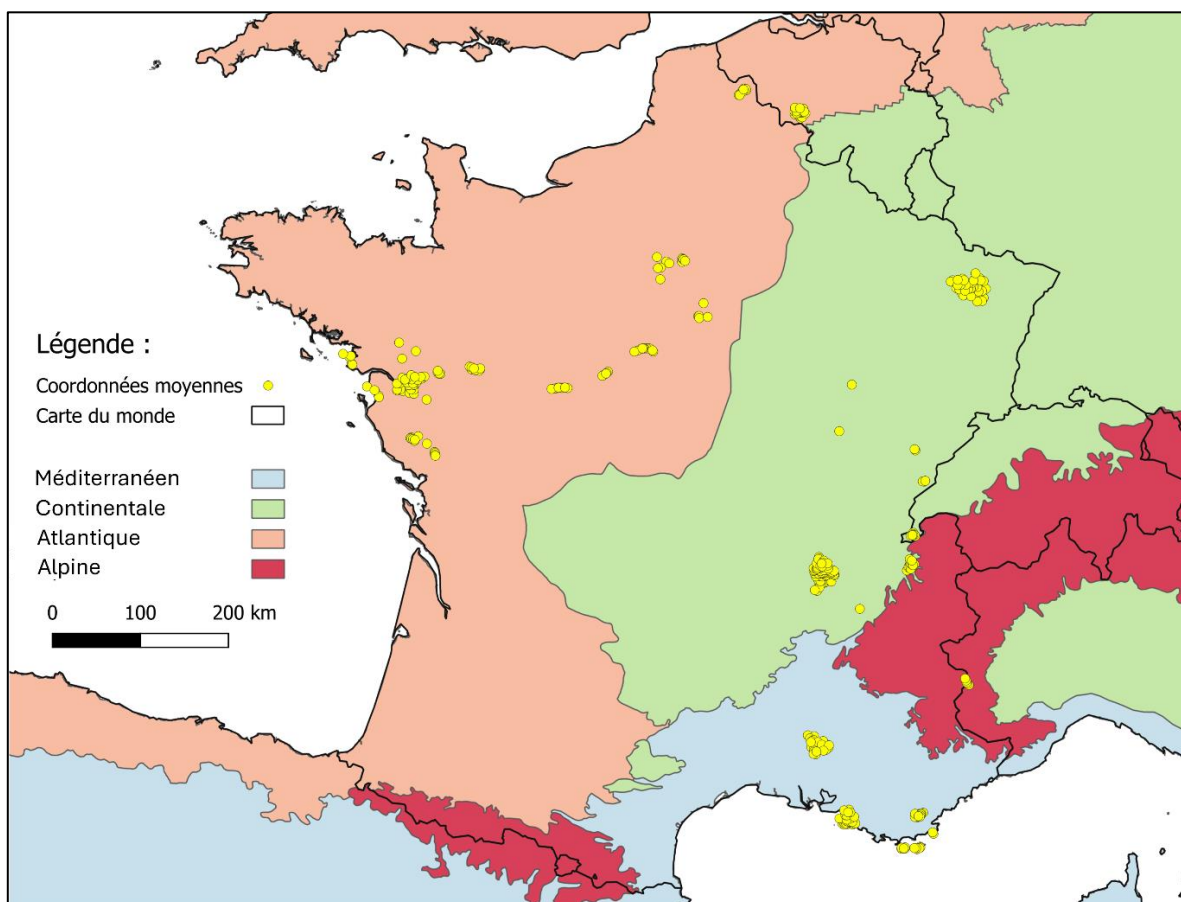 Légende :
Coordonnées moyennes
Carte du monde
Méditerranéen
Continentale
Atlantique
Alpine
0 100 200 km